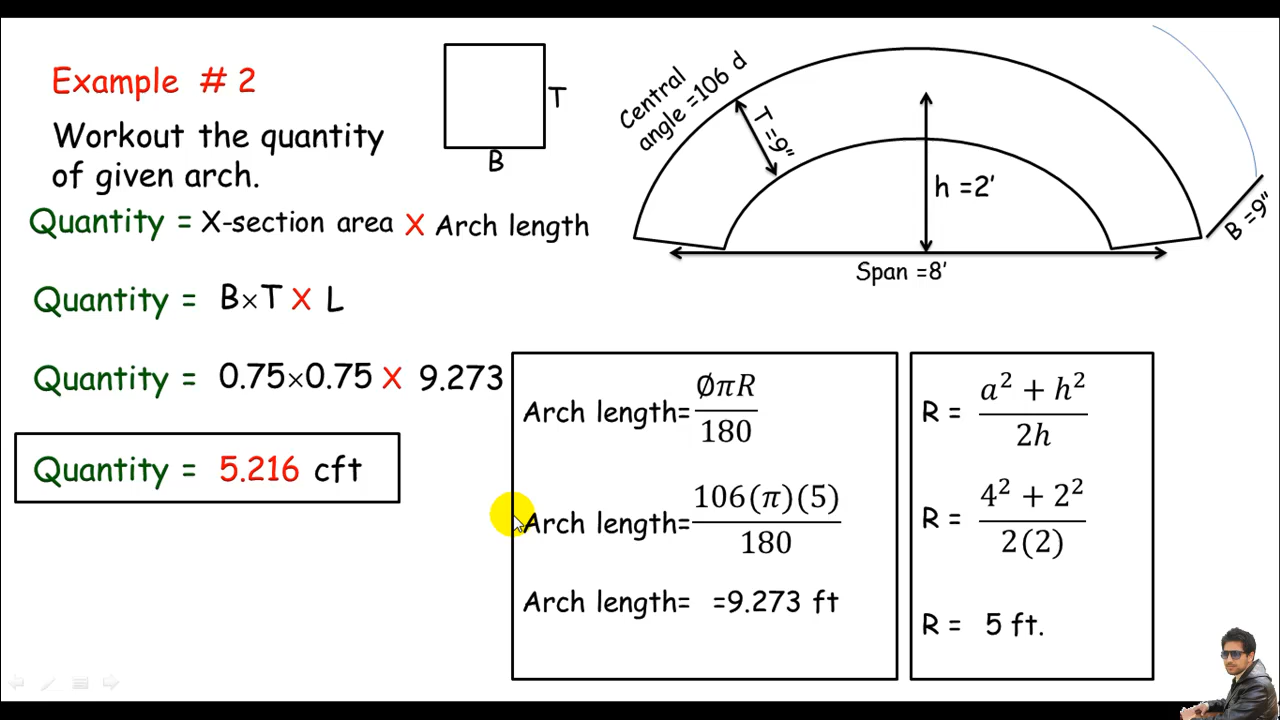 Example # 2
Workout the quantity
of given arch.
Quantity = X-section area X Arch length
Quantity = B×T X L
Quantity = 0.75×0.75 X 9.273
Quantity = 5.216 cft
T
B
Central
angle =106 d
T =9"
h =2'
B =9"
Span =8'
Arch length= ØπR/180
Arch length= 106(π)(5)/180
Arch length= =9.273 ft
R = a² + h²/2h
R = 4² + 2²/2(2)
R = 5 ft.